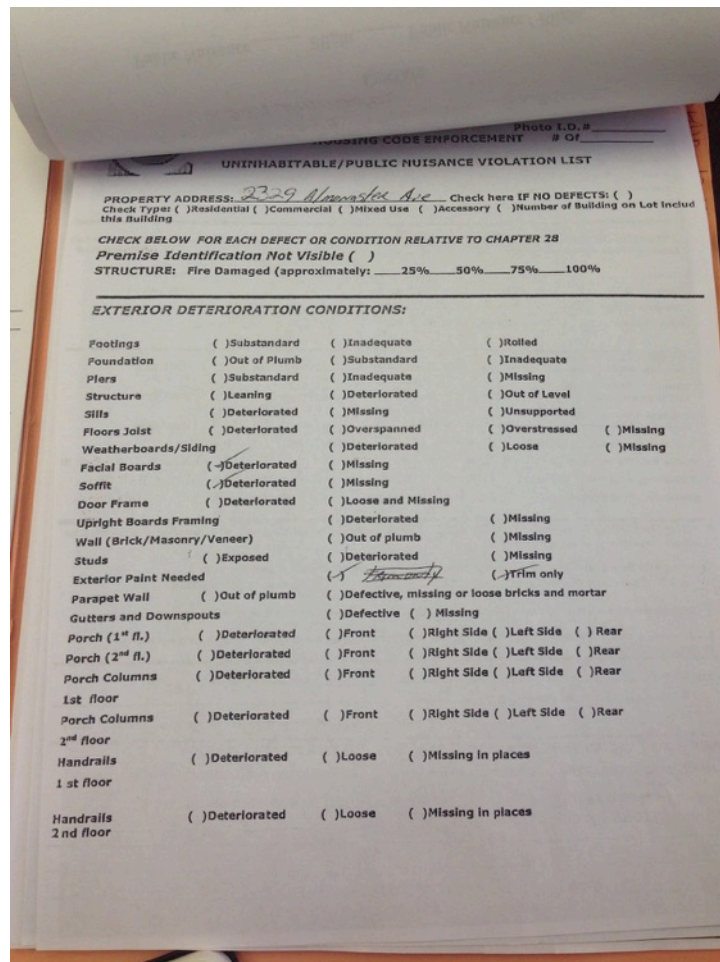 Photo I.D.#
HOUSING CODE ENFORCEMENT # Of
UNINHABITABLE/PUBLIC NUISANCE VIOLATION LIST
PROPERTY ADDRESS: 2329 Almonaster Ave Check here IF NO DEFECTS: ( )
Check Type: ( )Residential ( )Commercial ( )Mixed Use ( )Accessory ( )Number of Building on Lot Includ
this Building
CHECK BELOW FOR EACH DEFECT OR CONDITION RELATIVE TO CHAPTER 28
Premise Identification Not Visible ( )
STRUCTURE: Fire Damaged (approximately: ____25%____50%____75%____100%
EXTERIOR DETERIORATION CONDITIONS:
Footings ( )Substandard ( )Inadequate ( )Rolled
Foundation ( )Out of Plumb ( )Substandard ( )Inadequate
Piers ( )Substandard ( )Inadequate ( )Missing
Structure ( )Leaning ( )Deteriorated ( )Out of Level
Sills ( )Deteriorated ( )Missing ( )Unsupported
Floors Joist ( )Deteriorated ( )Overspanned ( )Overstressed ( )Missing
Weatherboards/Siding ( )Deteriorated ( )Loose ( )Missing
Facial Boards (✓)Deteriorated ( )Missing
Soffit (✓)Deteriorated ( )Missing
Door Frame ( )Deteriorated ( )Loose and Missing
Upright Boards Framing ( )Deteriorated ( )Missing
Wall (Brick/Masonry/Veneer) ( )Out of plumb ( )Missing
Studs ( )Exposed ( )Deteriorated ( )Missing
Exterior Paint Needed (✓) Trim only (✓)Trim only
Parapet Wall ( )Out of plumb ( )Defective, missing or loose bricks and mortar
Gutters and Downspouts ( )Defective ( ) Missing
Porch (1st fl.) ( )Deteriorated ( )Front ( )Right Side ( )Left Side ( ) Rear
Porch (2nd fl.) ( )Deteriorated ( )Front ( )Right Side ( )Left Side ( )Rear
Porch Columns ( )Deteriorated ( )Front ( )Right Side ( )Left Side ( )Rear
1st floor
Porch Columns ( )Deteriorated ( )Front ( )Right Side ( )Left Side ( )Rear
2nd floor
Handrails ( )Deteriorated ( )Loose ( )Missing in places
1 st floor
Handrails ( )Deteriorated ( )Loose ( )Missing in places
2 nd floor